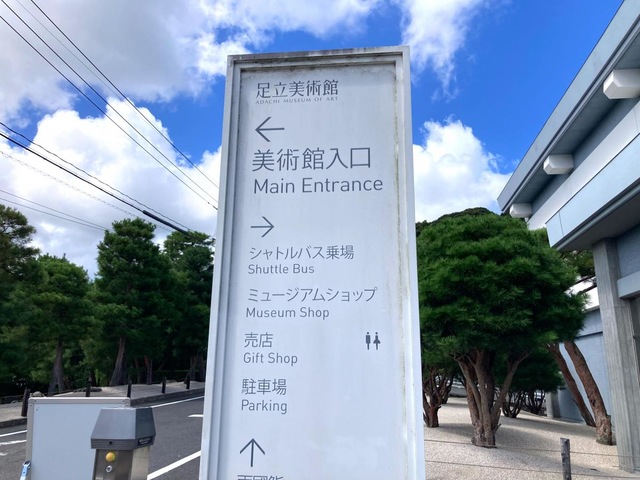 足立美術館
ADACHI MUSEUM OF ART
←
美術館入口
Main Entrance
→
シャトルバス乗場
Shuttle Bus
ミュージアムショップ
Museum Shop
売店
Gift Shop
駐車場
Parking
↑